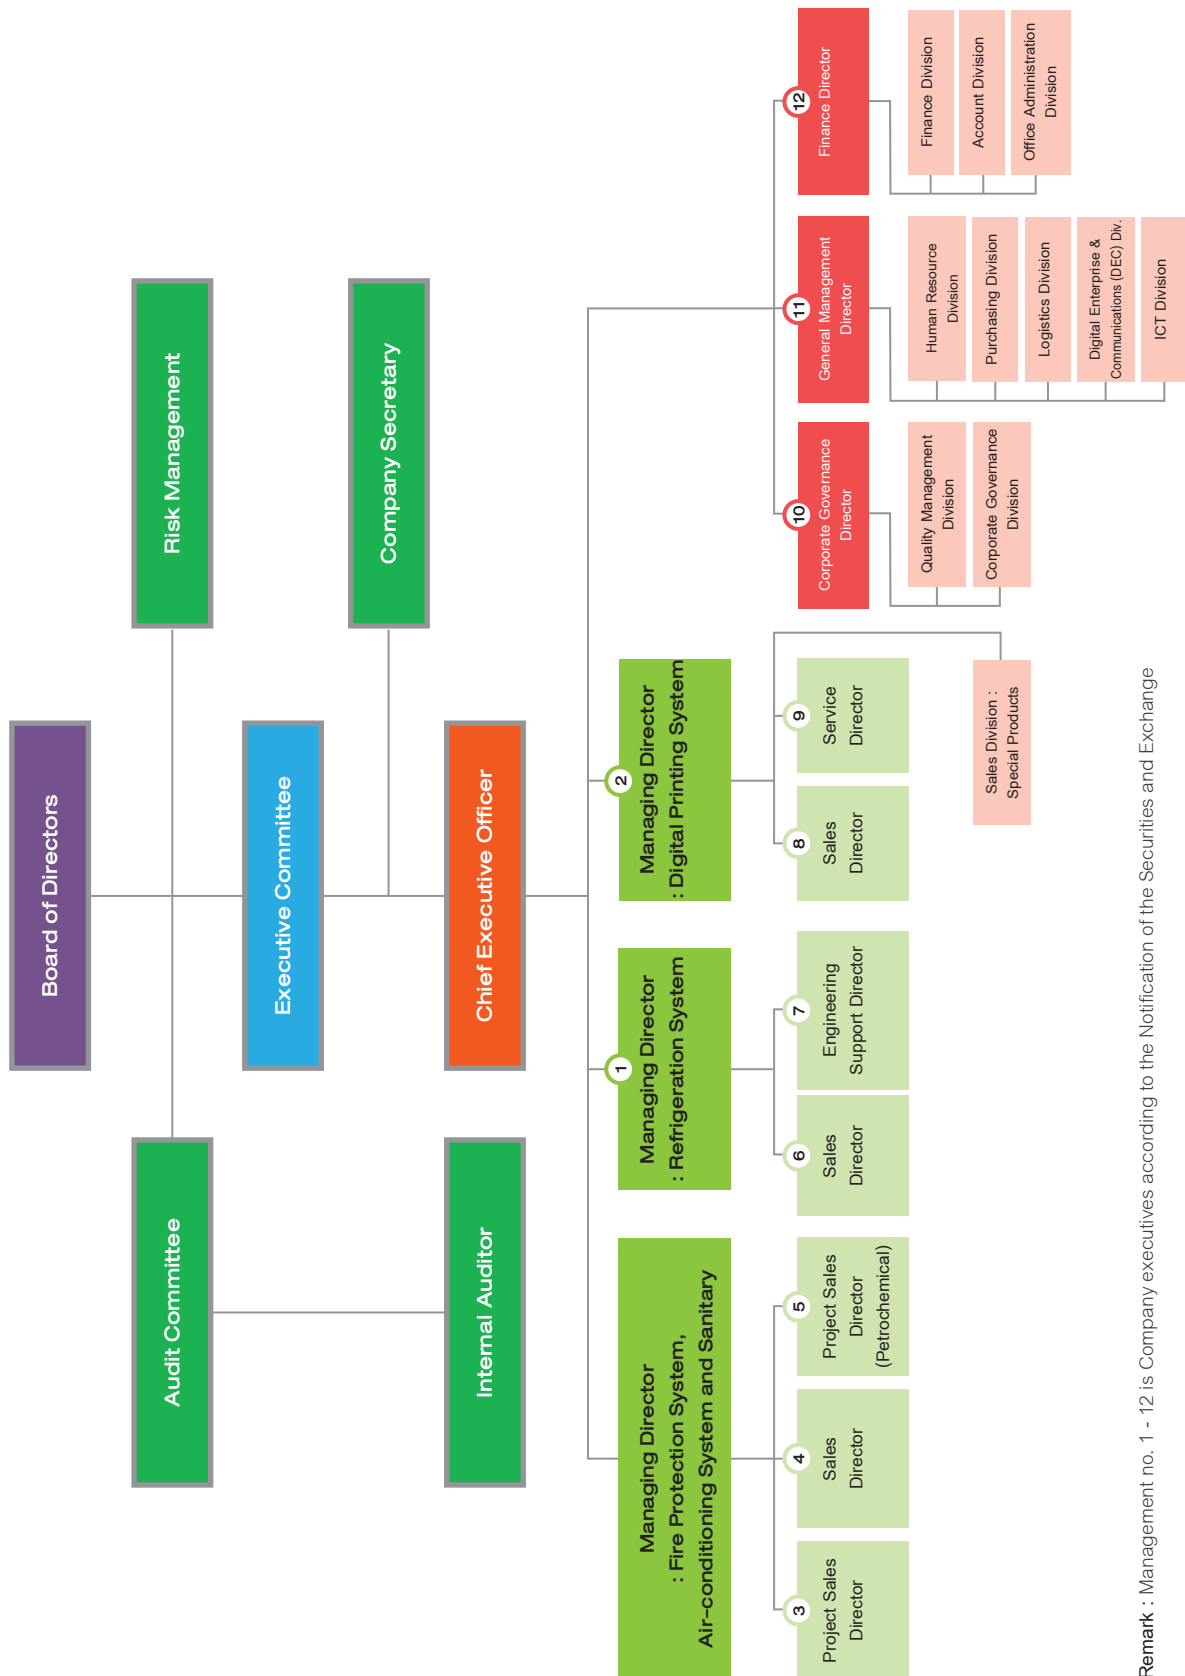 Board of Directors
Audit Committee
Risk Management
Executive Committee
Internal Auditor
Company Secretary
Chief Executive Officer
Managing Director
: Fire Protection System,
Air-conditioning System and Sanitary
1
Managing Director
: Refrigeration System
2
Managing Director
: Digital Printing System
3
Project Sales
Director
4
Sales
Director
5
Project Sales
Director
(Petrochemical)
6
Sales
Director
7
Engineering
Support Director
8
Sales
Director
9
Service
Director
Sales Division :
Special Products
10
Corporate Governance
Director
Quality Management
Division
Corporate Governance
Division
11
General Management
Director
Human Resource
Division
Purchasing Division
Logistics Division
Digital Enterprise &
Communications (DEC) Div.
ICT Division
12
Finance Director
Finance Division
Account Division
Office Administration
Division
Remark : Management no. 1 - 12 is Company executives according to the Notification of the Securities and Exchange